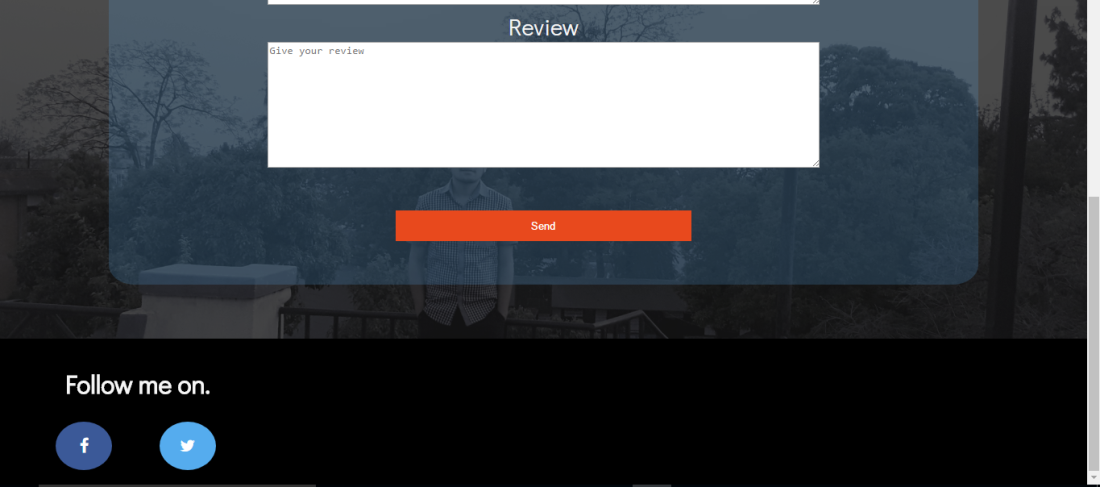 Review
Give your review
Send
Follow me on.